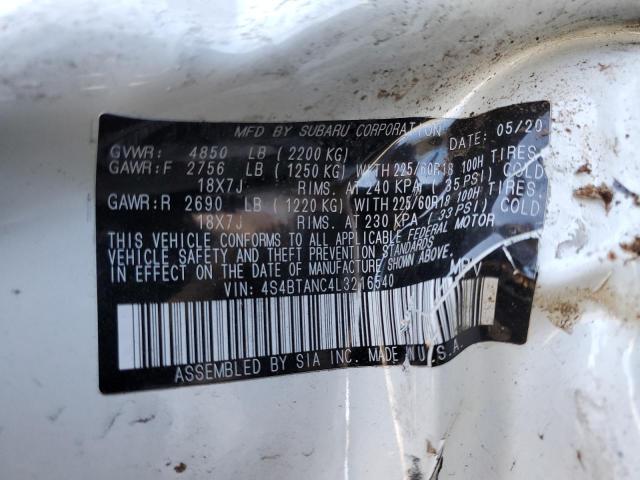 MFD BY SUBARU CORPORATION DATE: 05/20
GVWR: 4850 LB (2200 KG)
GAWR:F 2756 LB (1250 KG) WITH 225/60R18 100H TIRES
18X7J RIMS. AT 240 KPA (35 PSI) COLD
GAWR:R 2690 LB (1220 KG) WITH 225/60R18 100H TIRES
18X7J RIMS. AT 230 KPA (33 PSI) COLD
THIS VEHICLE CONFORMS TO ALL APPLICABLE FEDERAL MOTOR
VEHICLE SAFETY AND THEFT PREVENTION STANDARDS IN EFFECT
ON THE DATE OF MANUFACTURE SHOWN ABOVE.
VIN: 4S4BTANC4L3216540 MPV
ASSEMBLED BY SIA INC. MADE IN U.S.A.